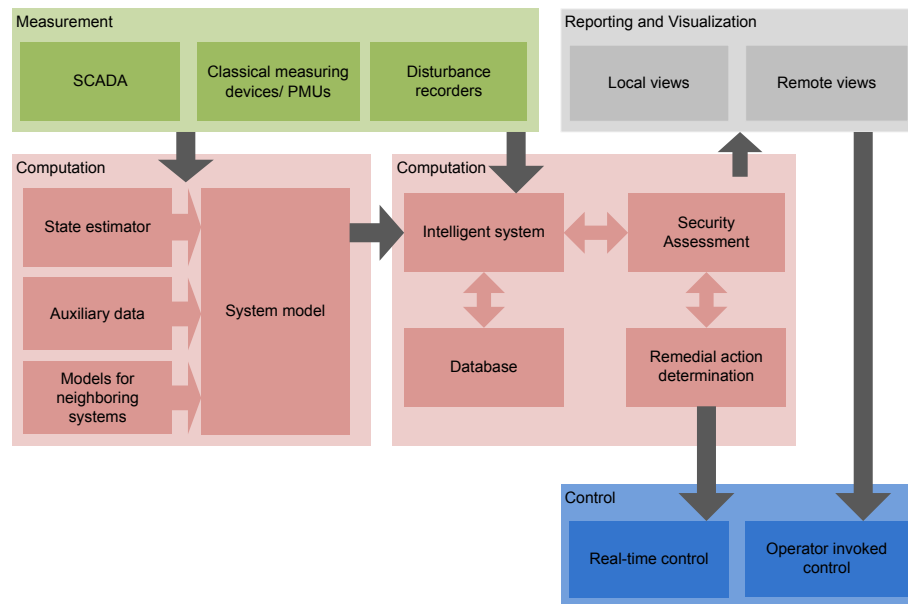 Measurement
SCADA
Classical measuring
devices/ PMUs
Disturbance
recorders
Reporting and Visualization
Local views
Remote views
Computation
State estimator
Auxiliary data
Models for
neighboring
systems
System model
Computation
Intelligent system
Security
Assessment
Database
Remedial action
determination
Control
Real-time control
Operator invoked
control